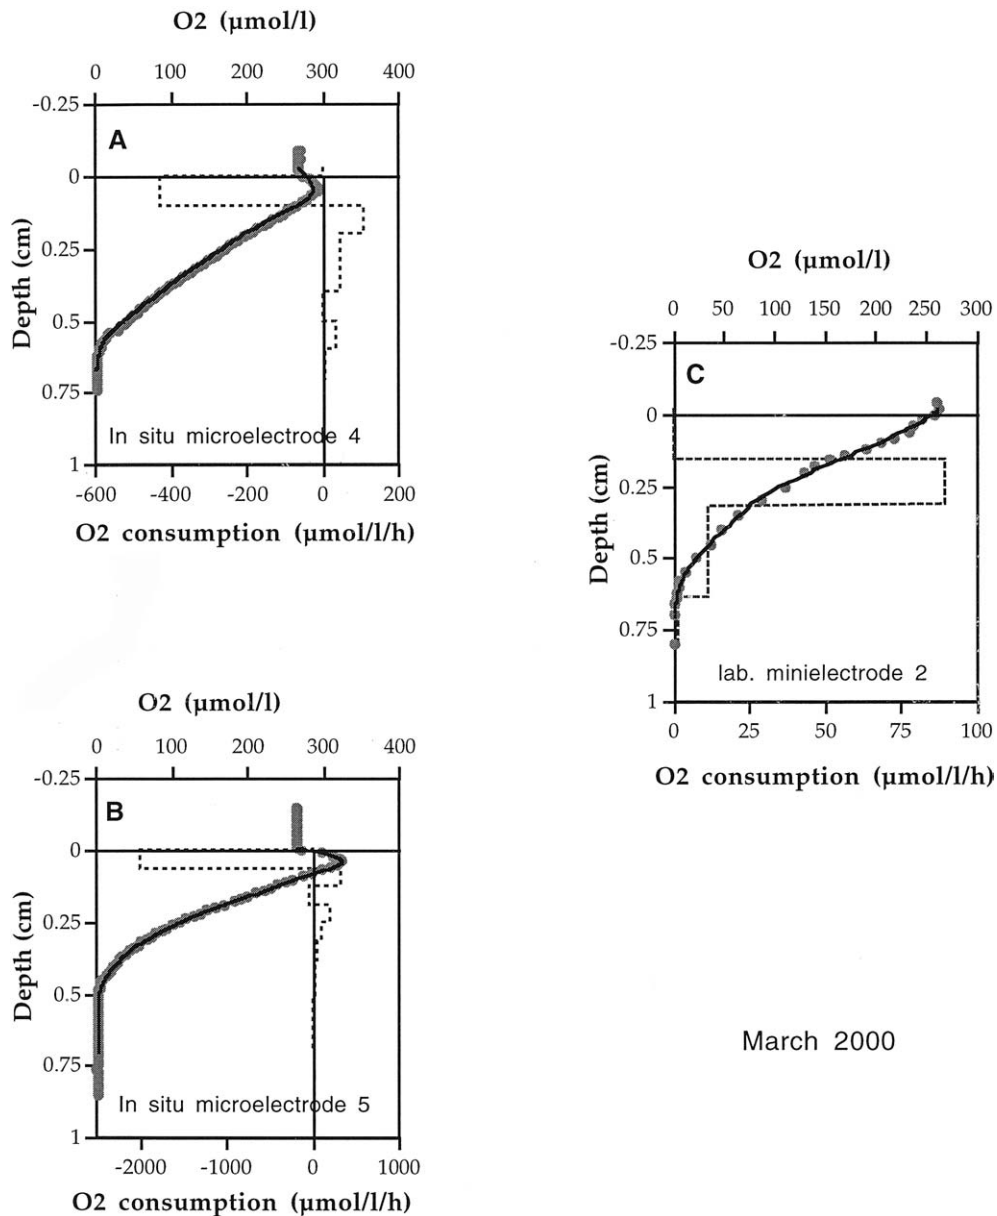 O2 (µmol/l)
0 100 200 300 400
-0.25
A
0
0.25
0.5
0.75
1
Depth (cm)
In situ microelectrode 4
-600 -400 -200 0 200
O2 consumption (µmol/l/h)
O2 (µmol/l)
0 50 100 150 200 250 300
-0.25
C
0
0.25
0.5
0.75
1
Depth (cm)
lab. minielectrode 2
0 25 50 75 100
O2 consumption (µmol/l/h)
O2 (µmol/l)
0 100 200 300 400
-0.25
B
0
0.25
0.5
0.75
1
Depth (cm)
In situ microelectrode 5
-2000 -1000 0 1000
O2 consumption (µmol/l/h)
March 2000